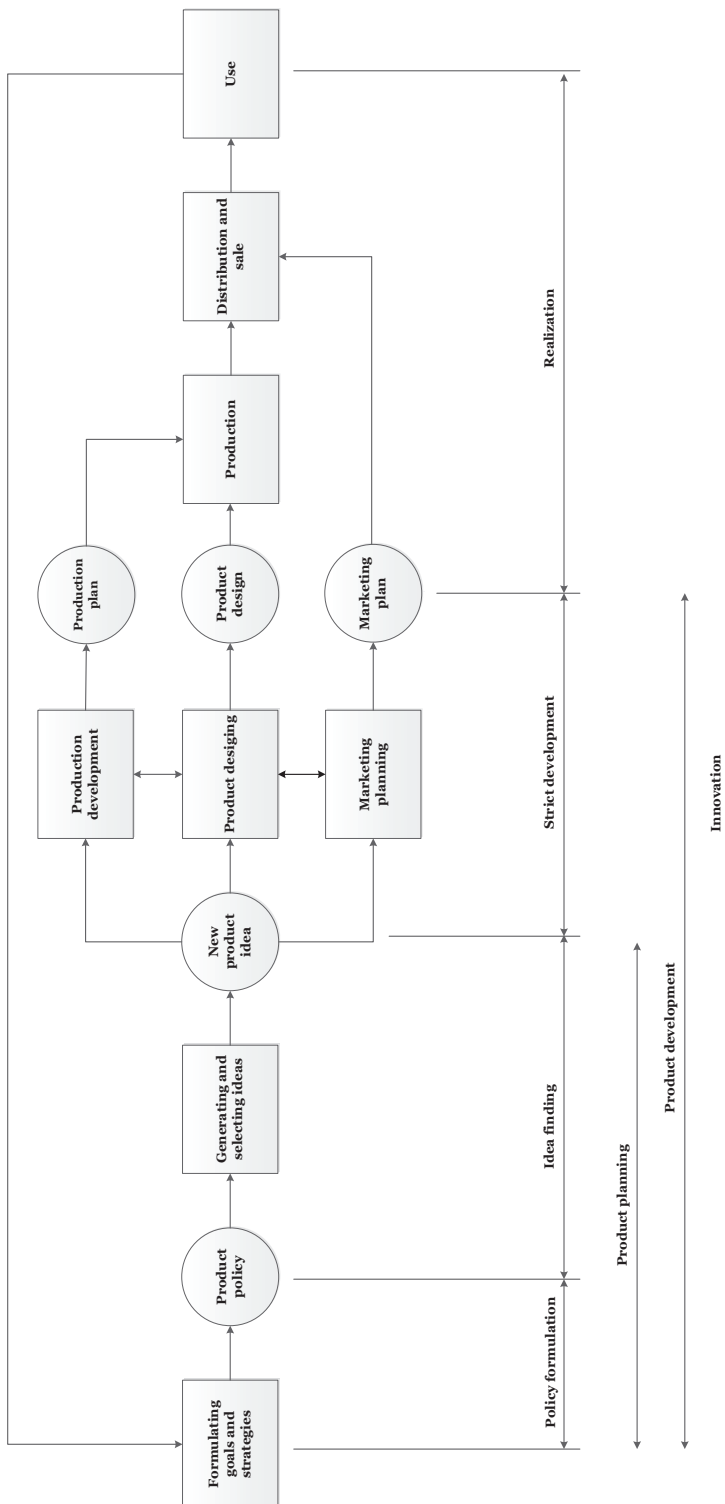 Formulating
goals and
strategies
Product
policy
Generating and
selecting ideas
New
product
idea
Production
development
Product desiging
Marketing
planning
Production
plan
Product
design
Marketing
plan
Production
Distribution and
sale
Use
Policy formulation
Idea finding
Strict development
Realization
Product planning
Product development
Innovation